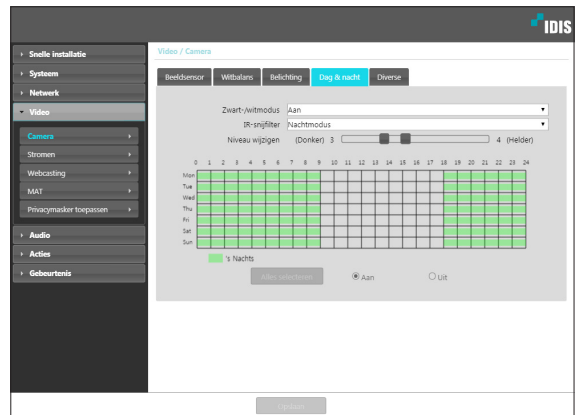 IDIS
Snelle installatie
Systeem
Netwerk
Video
Camera
Stromen
Webcasting
MAT
Privacymasker toepassen
Audio
Acties
Gebeurtenis
Video / Camera
Beeldsensor Witbalans Belichting Dag & nacht Diverse
Zwart-/witmodus Aan
IR-snijfilter Nachtmodus
Niveau wijzigen (Donker) 3 4 (Helder)
0 1 2 3 4 5 6 7 8 9 10 11 12 13 14 15 16 17 18 19 20 21 22 23 24
Mon
Tue
Wed
Thu
Fri
Sat
Sun
's Nachts
Alles selecteren Aan Uit
Opslaan